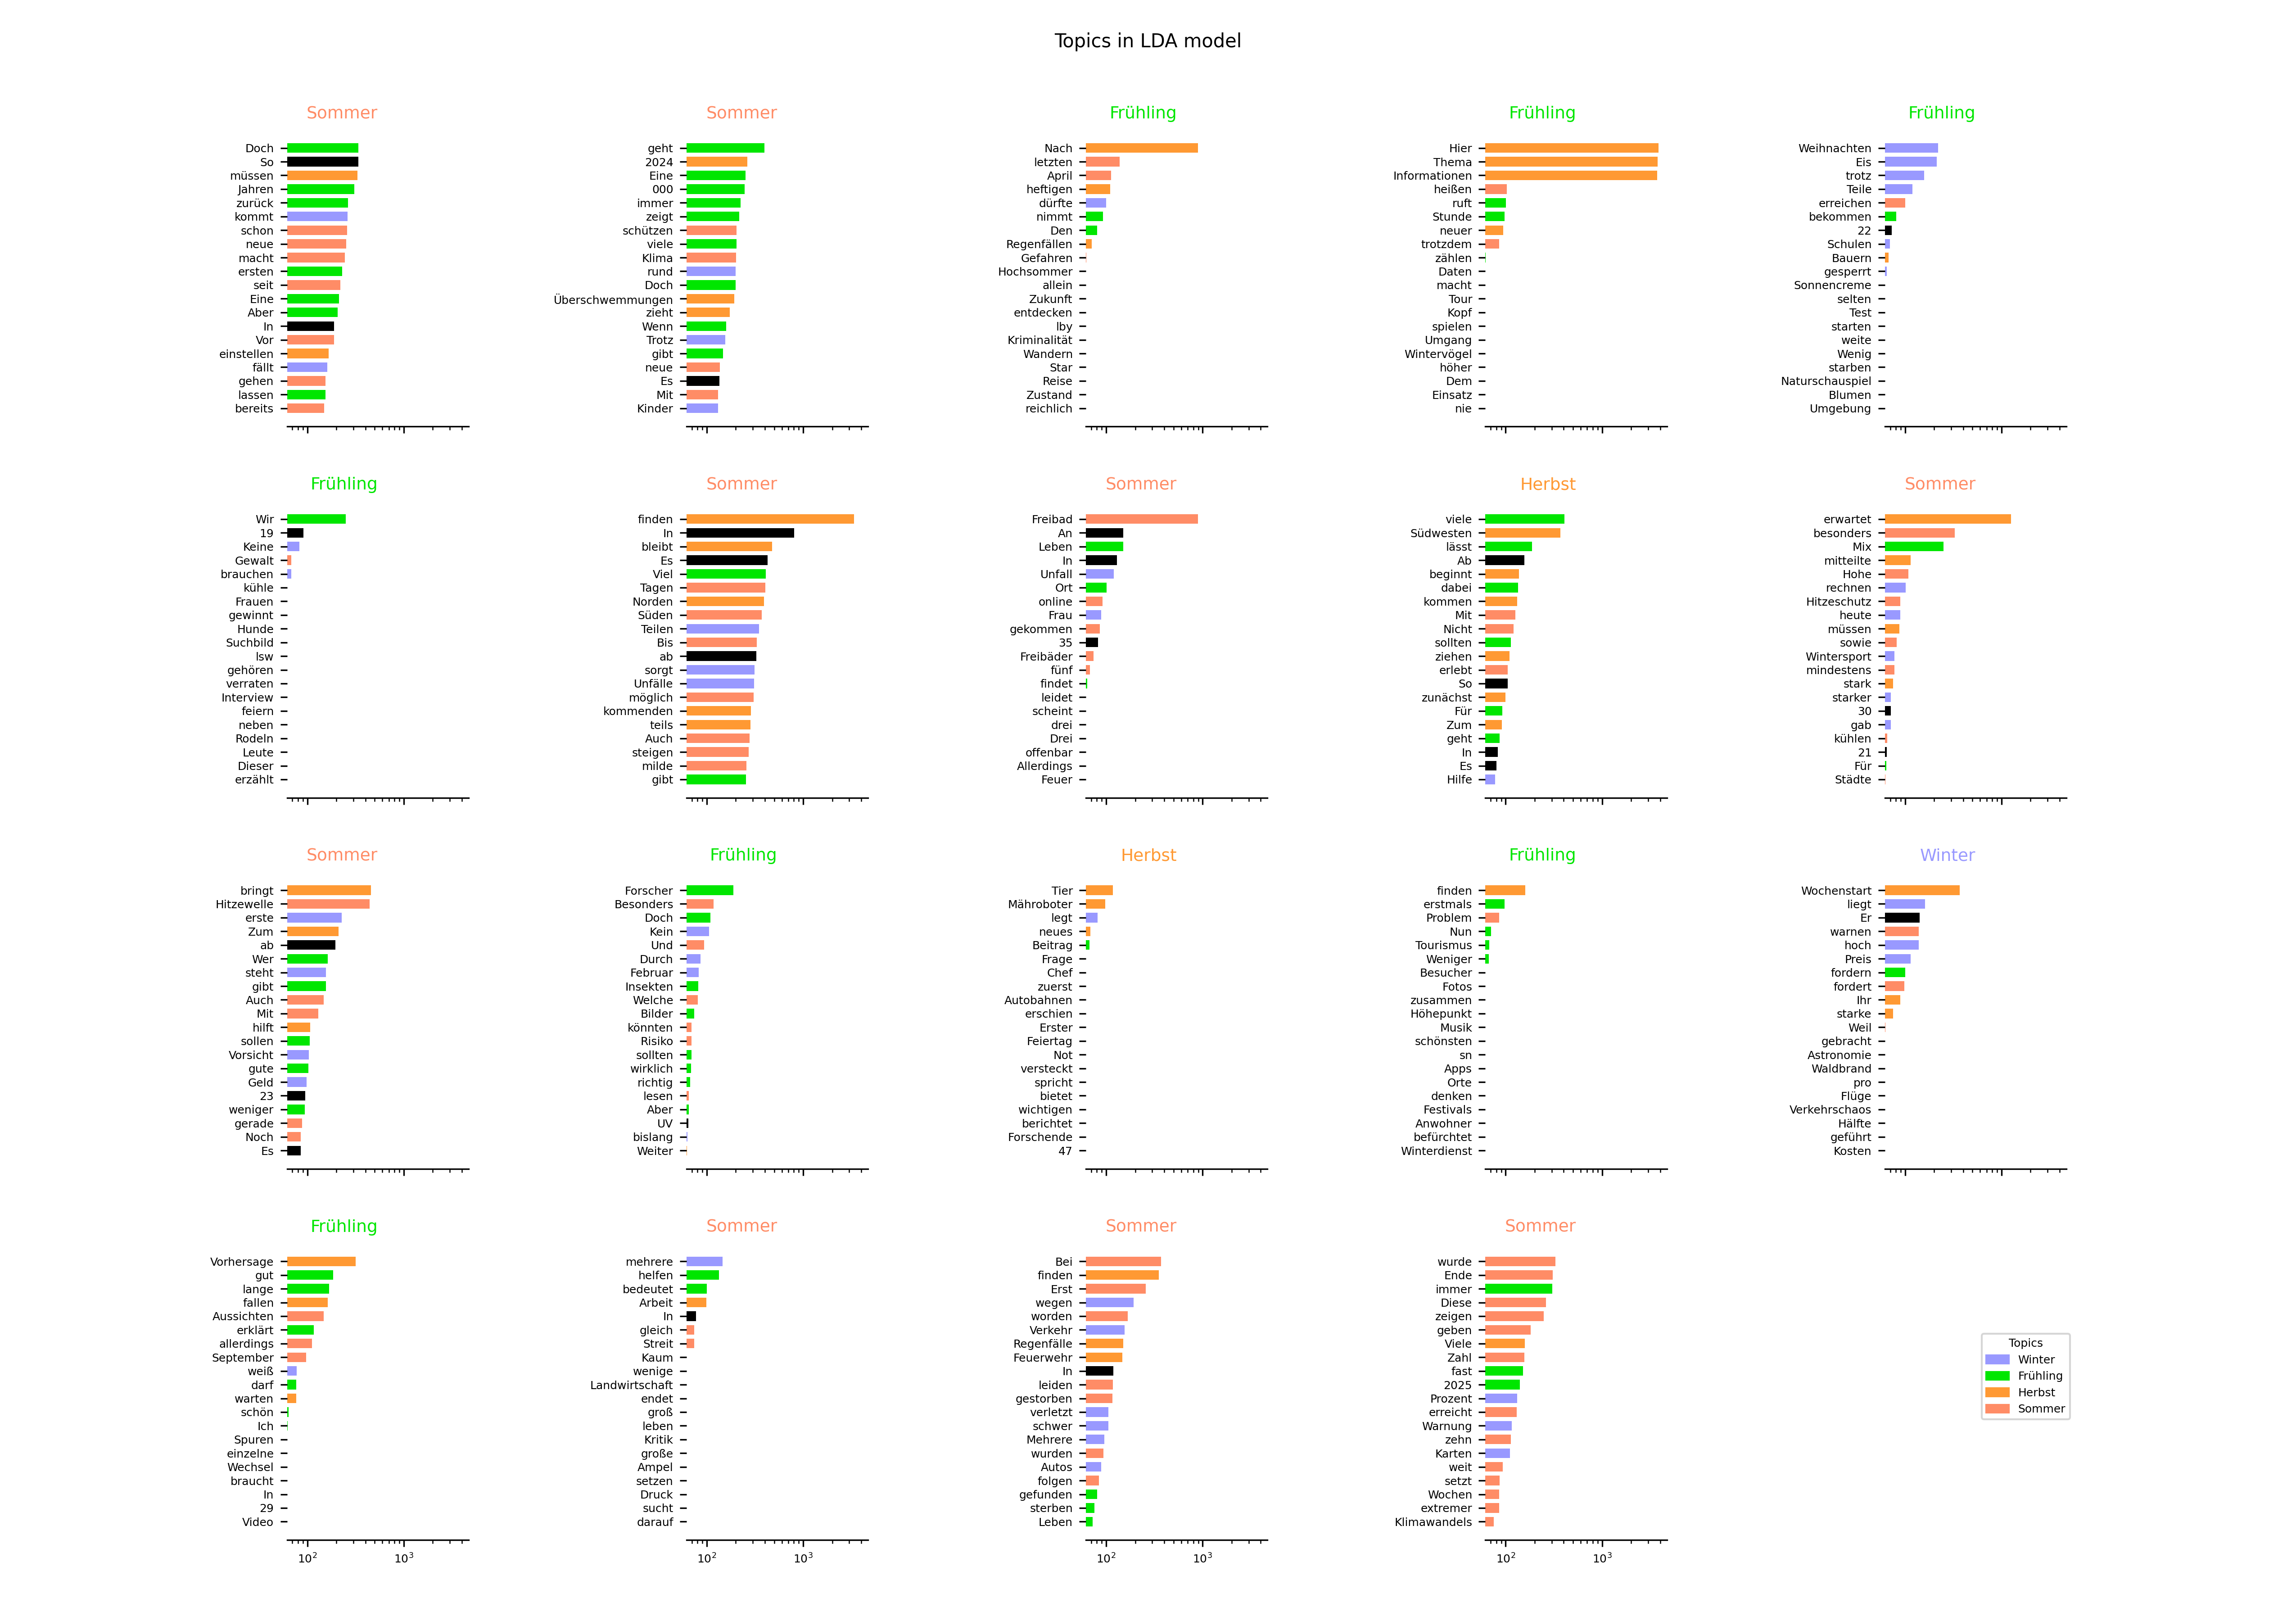 Topics in LDA model
Sommer
Doch
So
müssen
Jahren
zurück
kommt
schon
neue
macht
ersten
seit
Eine
Aber
In
Vor
einstellen
fällt
gehen
lassen
bereits
Sommer
geht
2024
Eine
000
immer
zeigt
schützen
viele
Klima
rund
Doch
Überschwemmungen
zieht
Wenn
Trotz
gibt
neue
Es
Mit
Kinder
Frühling
Nach
letzten
April
heftigen
dürfte
nimmt
Den
Regenfällen
Gefahren
Hochsommer
allein
Zukunft
entdecken
lby
Kriminalität
Wandern
Star
Reise
Zustand
reichlich
Frühling
Hier
Thema
Informationen
heißen
ruft
Stunde
neuer
trotzdem
zählen
Daten
macht
Tour
Kopf
spielen
Umgang
Wintervögel
höher
Dem
Einsatz
nie
Frühling
Weihnachten
Eis
trotz
Teile
erreichen
bekommen
22
Schulen
Bauern
gesperrt
Sonnencreme
selten
Test
starten
weite
Wenig
starben
Naturschauspiel
Blumen
Umgebung
Frühling
Wir
19
Keine
Gewalt
brauchen
kühle
Frauen
gewinnt
Hunde
Suchbild
lsw
gehören
verraten
Interview
feiern
neben
Rodeln
Leute
Dieser
erzählt
Sommer
finden
In
bleibt
Es
Viel
Tagen
Norden
Süden
Teilen
Bis
ab
sorgt
Unfälle
möglich
kommenden
teils
Auch
steigen
milde
gibt
Sommer
Freibad
An
Leben
In
Unfall
Ort
online
Frau
gekommen
35
Freibäder
fünf
findet
leidet
scheint
drei
Drei
offenbar
Allerdings
Feuer
Herbst
viele
Südwesten
lässt
Ab
beginnt
dabei
kommen
Mit
Nicht
sollten
ziehen
erlebt
So
zunächst
Für
Zum
geht
In
Es
Hilfe
Sommer
erwartet
besonders
Mix
mitteilte
Hohe
rechnen
Hitzeschutz
heute
müssen
sowie
Wintersport
mindestens
stark
starker
30
gab
kühlen
21
Für
Städte
Sommer
bringt
Hitzewelle
erste
Zum
ab
Wer
steht
gibt
Auch
Mit
hilft
sollen
Vorsicht
gute
Geld
23
weniger
gerade
Noch
Es
Frühling
Forscher
Besonders
Doch
Kein
Und
Durch
Februar
Insekten
Welche
Bilder
könnten
Risiko
sollten
wirklich
richtig
lesen
Aber
UV
bislang
Weiter
Herbst
Tier
Mähroboter
legt
neues
Beitrag
Frage
Chef
zuerst
Autobahnen
erschien
Erster
Feiertag
Not
versteckt
spricht
bietet
wichtigen
berichtet
Forschende
47
Frühling
finden
erstmals
Problem
Nun
Tourismus
Weniger
Besucher
Fotos
zusammen
Höhepunkt
Musik
schönsten
sn
Apps
Orte
denken
Festivals
Anwohner
befürchtet
Winterdienst
Winter
Wochenstart
liegt
Er
warnen
hoch
Preis
fordern
fordert
Ihr
starke
Weil
gebracht
Astronomie
Waldbrand
pro
Flüge
Verkehrschaos
Hälfte
geführt
Kosten
Frühling
Vorhersage
gut
lange
fallen
Aussichten
erklärt
allerdings
September
weiß
darf
warten
schön
Ich
Spuren
einzelne
Wechsel
braucht
In
29
Video
10²
10³
Sommer
mehrere
helfen
bedeutet
Arbeit
In
gleich
Streit
Kaum
wenige
Landwirtschaft
endet
groß
leben
Kritik
große
Ampel
setzen
Druck
sucht
darauf
10²
10³
Sommer
Bei
finden
Erst
wegen
worden
Verkehr
Regenfälle
Feuerwehr
In
leiden
gestorben
verletzt
schwer
Mehrere
wurden
Autos
folgen
gefunden
sterben
Leben
10²
10³
Sommer
wurde
Ende
immer
Diese
zeigen
geben
Viele
Zahl
fast
2025
Prozent
erreicht
Warnung
zehn
Karten
weit
setzt
Wochen
extremer
Klimawandels
10²
10³
Topics
Winter
Frühling
Herbst
Sommer